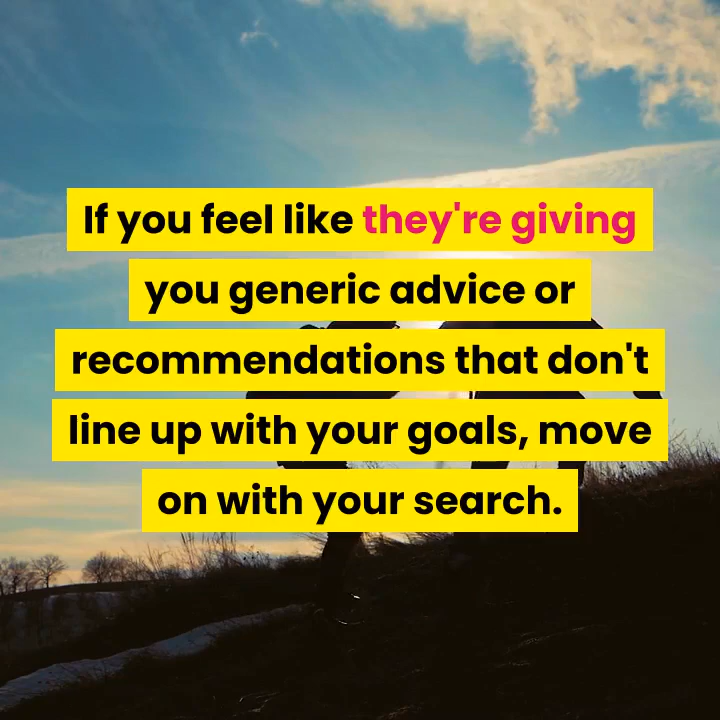 If you feel like they're giving
you generic advice or
recommendations that don't
line up with your goals, move
on with your search.